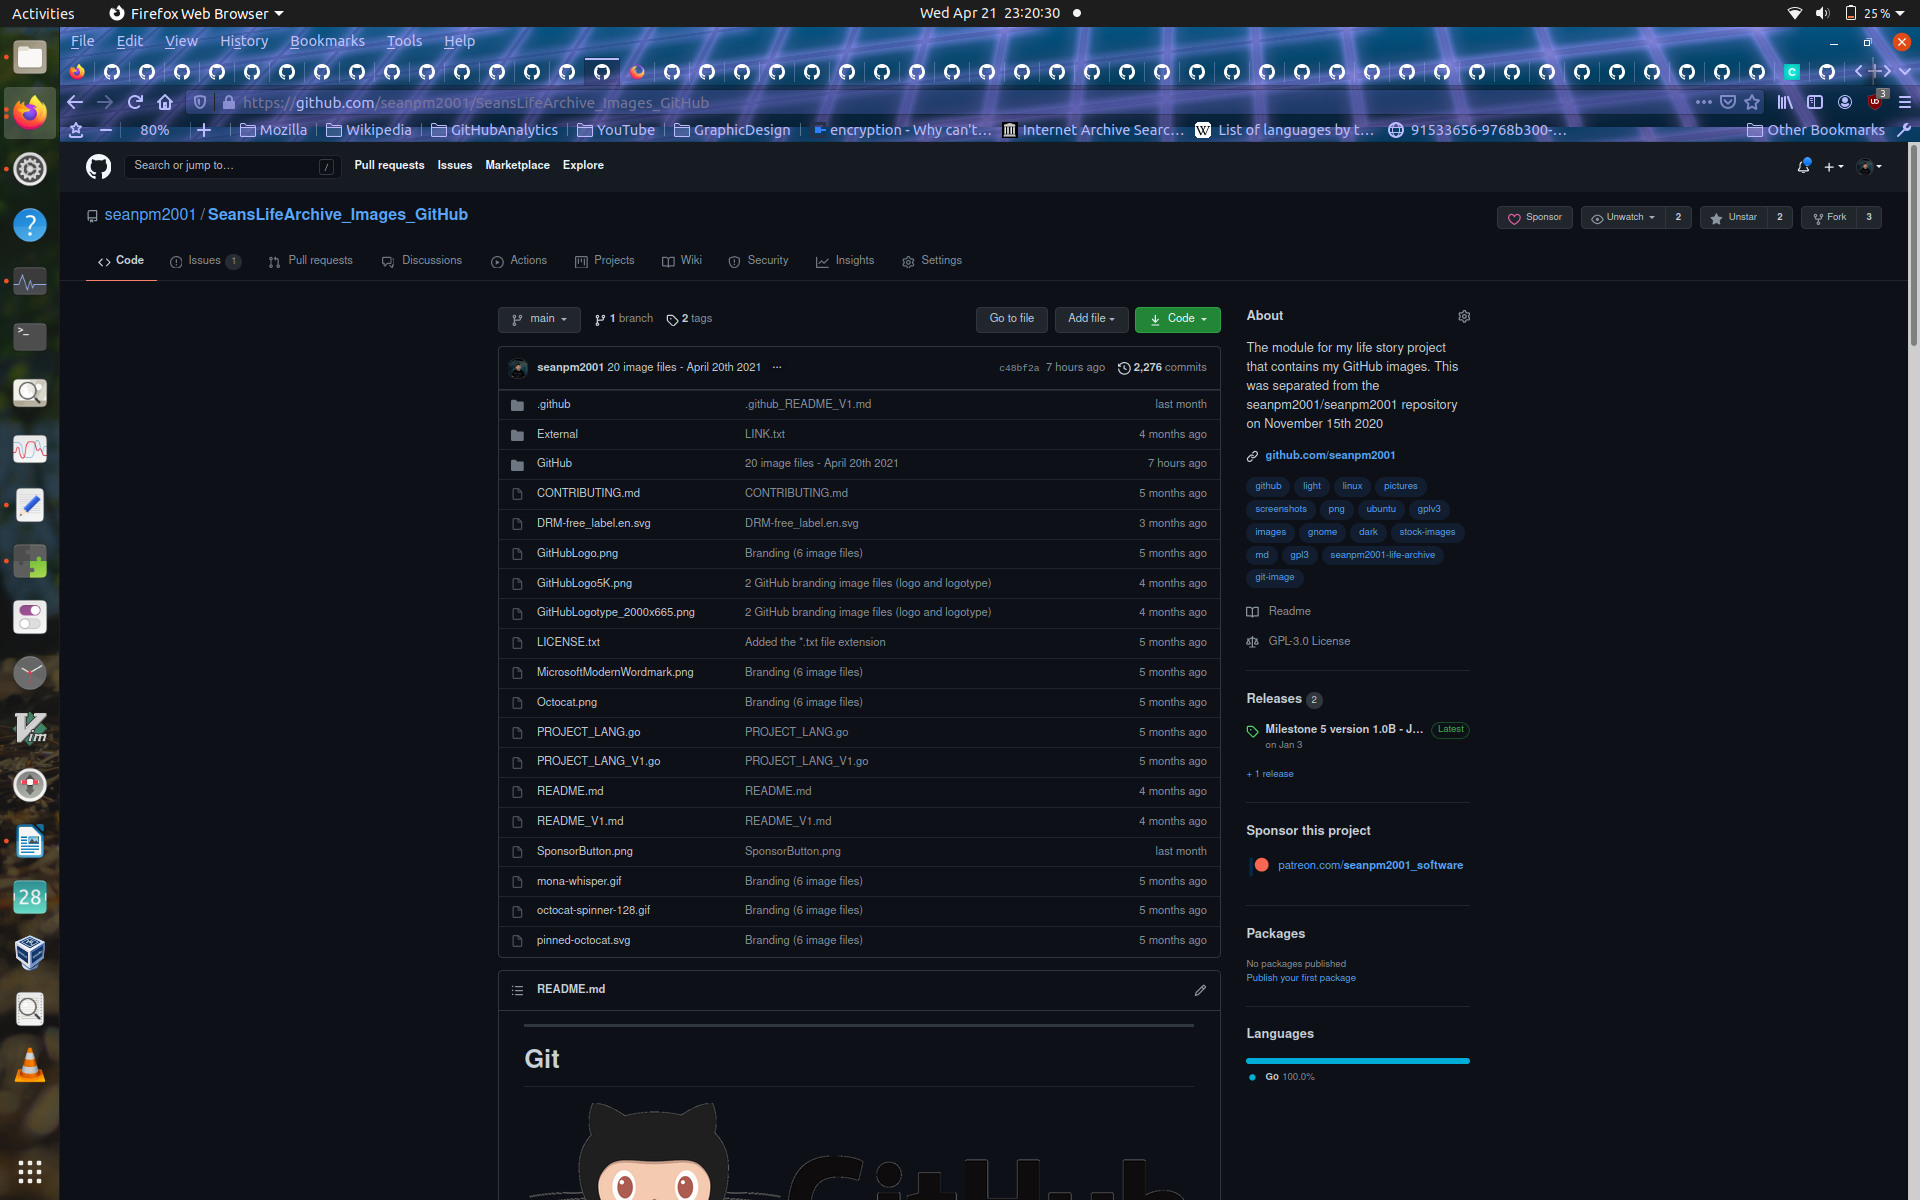 Activities Firefox Web Browser Wed Apr 21 23:20:30 25 %
File Edit View History Bookmarks Tools Help
https://github.com/seanpm2001/SeansLifeArchive_Images_GitHub 3
80% Mozilla Wikipedia GitHubAnalytics YouTube GraphicDesign encryption - Why can't… Internet Archive Searc… List of languages by t… 91533656-9768b300-… Other Bookmarks
Search or jump to… / Pull requests Issues Marketplace Explore
seanpm2001 / SeansLifeArchive_Images_GitHub Sponsor Unwatch 2 Unstar 2 Fork 3
Code Issues 1 Pull requests Discussions Actions Projects Wiki Security Insights Settings
main 1 branch 2 tags Go to file Add file Code
seanpm2001 20 image files - April 20th 2021 ... c48bf2a 7 hours ago 2,276 commits
.github .github_README_V1.md last month
External LINK.txt 4 months ago
GitHub 20 image files - April 20th 2021 7 hours ago
CONTRIBUTING.md CONTRIBUTING.md 5 months ago
DRM-free_label.en.svg DRM-free_label.en.svg 3 months ago
GitHubLogo.png Branding (6 image files) 5 months ago
GitHubLogo5K.png 2 GitHub branding image files (logo and logotype) 4 months ago
GitHubLogotype_2000x665.png 2 GitHub branding image files (logo and logotype) 4 months ago
LICENSE.txt Added the *.txt file extension 5 months ago
MicrosoftModernWordmark.png Branding (6 image files) 5 months ago
Octocat.png Branding (6 image files) 5 months ago
PROJECT_LANG.go PROJECT_LANG.go 5 months ago
PROJECT_LANG_V1.go PROJECT_LANG_V1.go 5 months ago
README.md README.md 4 months ago
README_V1.md README_V1.md 4 months ago
SponsorButton.png SponsorButton.png last month
mona-whisper.gif Branding (6 image files) 5 months ago
octocat-spinner-128.gif Branding (6 image files) 5 months ago
pinned-octocat.svg Branding (6 image files) 5 months ago
README.md
Git
GitHub
About
The module for my life story project
that contains my GitHub images. This
was separated from the
seanpm2001/seanpm2001 repository
on November 15th 2020
github.com/seanpm2001
github light linux pictures
screenshots png ubuntu gplv3
images gnome dark stock-images
md gpl3 seanpm2001-life-archive
git-image
Readme
GPL-3.0 License
Releases 2
Milestone 5 version 1.0B - J… Latest
on Jan 3
+ 1 release
Sponsor this project
patreon.com/seanpm2001_software
Packages
No packages published
Publish your first package
Languages
Go 100.0%
28